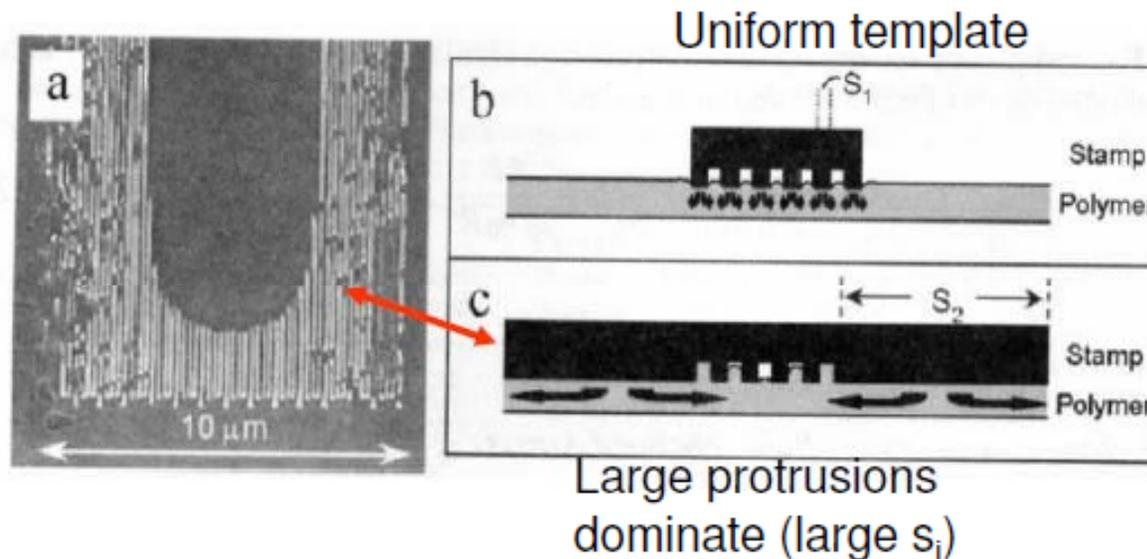 Uniform template
a
10 μm
b
S₁
Stamp
Polymer
c
S₂
Stamp
Polymer
Large protrusions
dominate (large sᵢ)